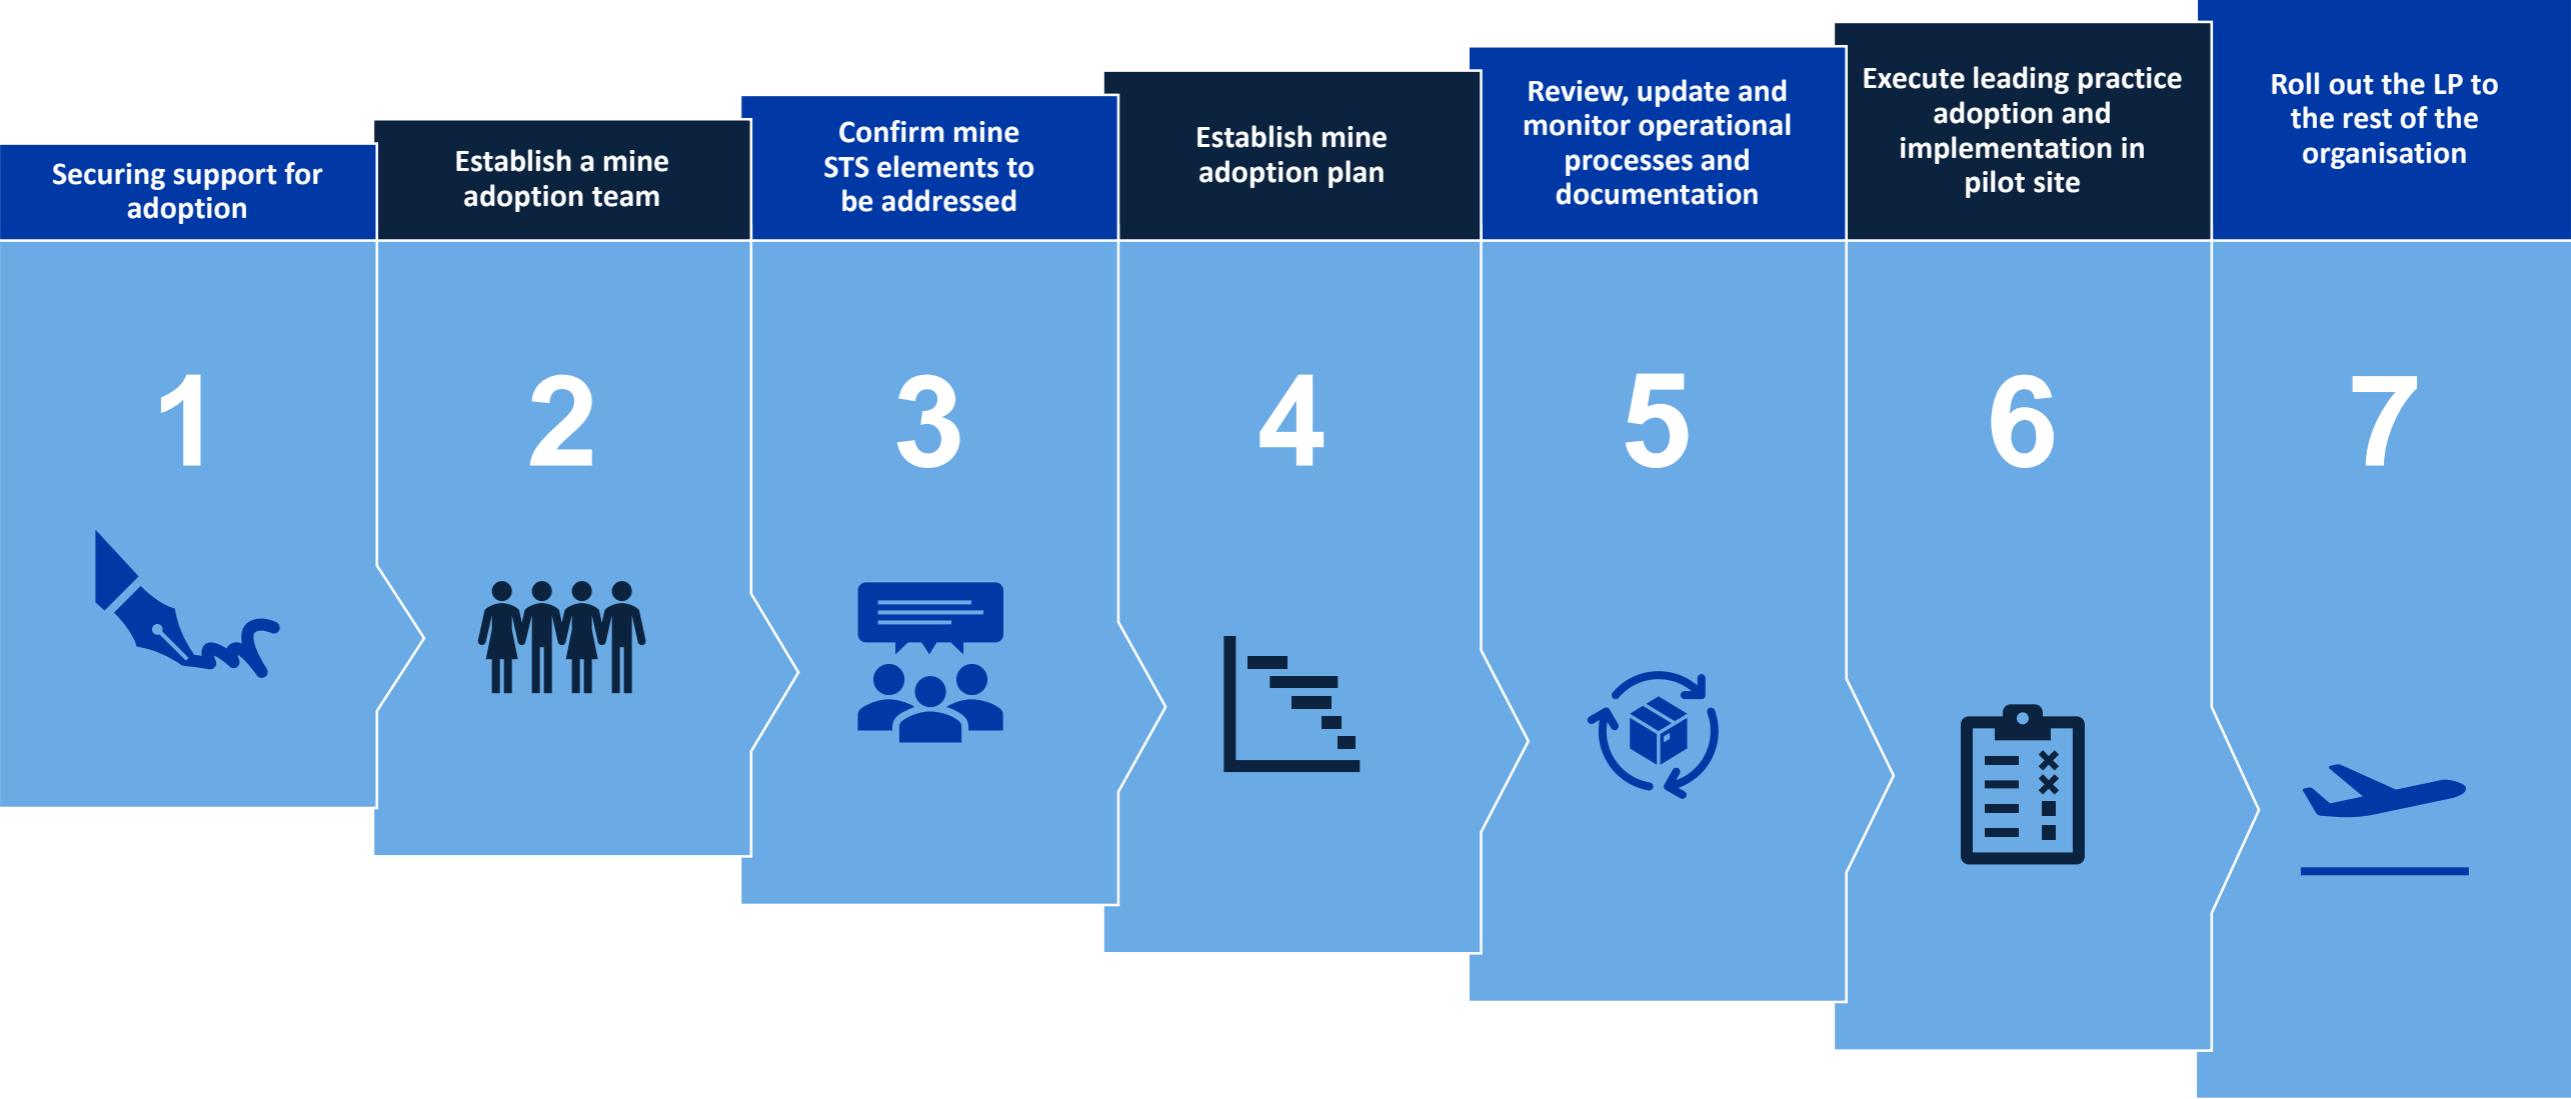 Securing support for
adoption
1
Establish a mine
adoption team
2
Confirm mine
STS elements to
be addressed
3
Establish mine
adoption plan
4
Review, update and
monitor operational
processes and
documentation
5
Execute leading practice
adoption and
implementation in
pilot site
6
Roll out the LP to
the rest of the
organisation
7